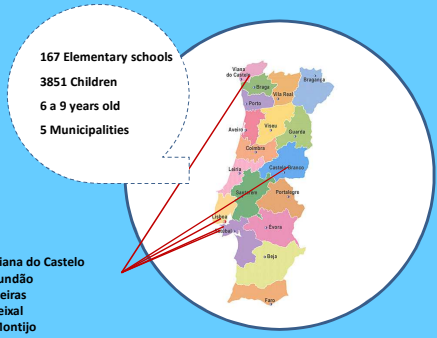 167 Elementary schools
3851 Children
6 a 9 years old
5 Municipalities
Viana
do Castelo
Braga
Vila Real
Bragança
Porto
Aveiro
Viseu
Guarda
Coimbra
Castelo Branco
Leiria
Santarém
Portalegre
Lisboa
Setúbal
Évora
Beja
Faro
iana do Castelo
undão
eiras
eixal
ontijo